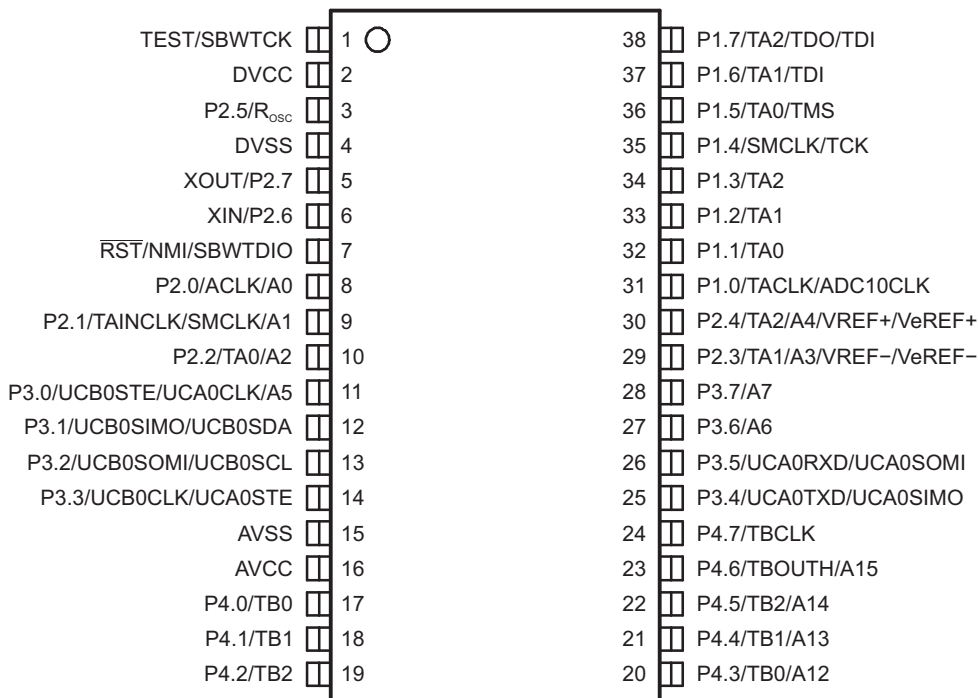 TEST/SBWTCK 1 38 P1.7/TA2/TDO/TDI
DVCC 2 37 P1.6/TA1/TDI
P2.5/Rosc 3 36 P1.5/TA0/TMS
DVSS 4 35 P1.4/SMCLK/TCK
XOUT/P2.7 5 34 P1.3/TA2
XIN/P2.6 6 33 P1.2/TA1
RST/NMI/SBWTDIO 7 32 P1.1/TA0
P2.0/ACLK/A0 8 31 P1.0/TACLK/ADC10CLK
P2.1/TAINCLK/SMCLK/A1 9 30 P2.4/TA2/A4/VREF+/VeREF+
P2.2/TA0/A2 10 29 P2.3/TA1/A3/VREF−/VeREF−
P3.0/UCB0STE/UCA0CLK/A5 11 28 P3.7/A7
P3.1/UCB0SIMO/UCB0SDA 12 27 P3.6/A6
P3.2/UCB0SOMI/UCB0SCL 13 26 P3.5/UCA0RXD/UCA0SOMI
P3.3/UCB0CLK/UCA0STE 14 25 P3.4/UCA0TXD/UCA0SIMO
AVSS 15 24 P4.7/TBCLK
AVCC 16 23 P4.6/TBOUTH/A15
P4.0/TB0 17 22 P4.5/TB2/A14
P4.1/TB1 18 21 P4.4/TB1/A13
P4.2/TB2 19 20 P4.3/TB0/A12